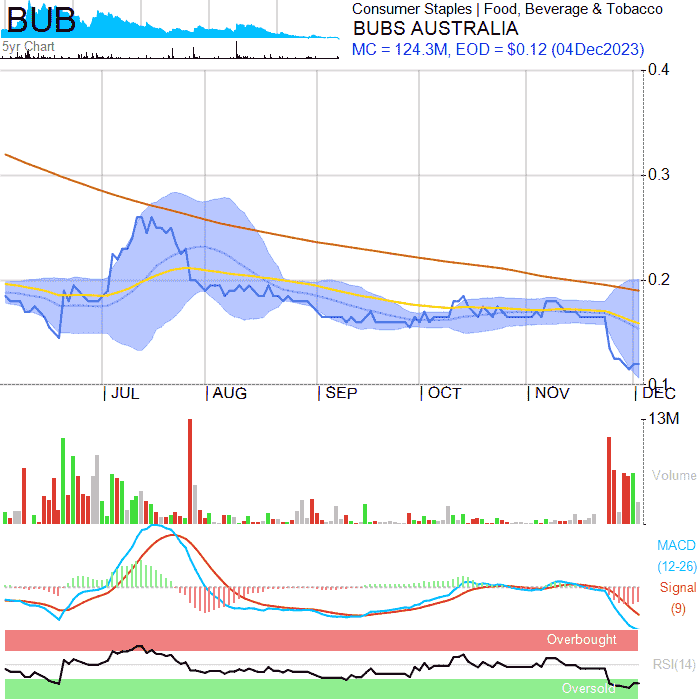 BUB
Consumer Staples | Food, Beverage & Tobacco
BUBS AUSTRALIA
5yr Chart
MC = 124.3M, EOD = $0.12 (04Dec2023)
0.4
0.3
0.2
0.1
JUL
AUG
SEP
OCT
NOV
DEC
13M
Volume
MACD
(12-26)
Signal
(9)
Overbought
RSI(14)
Oversold